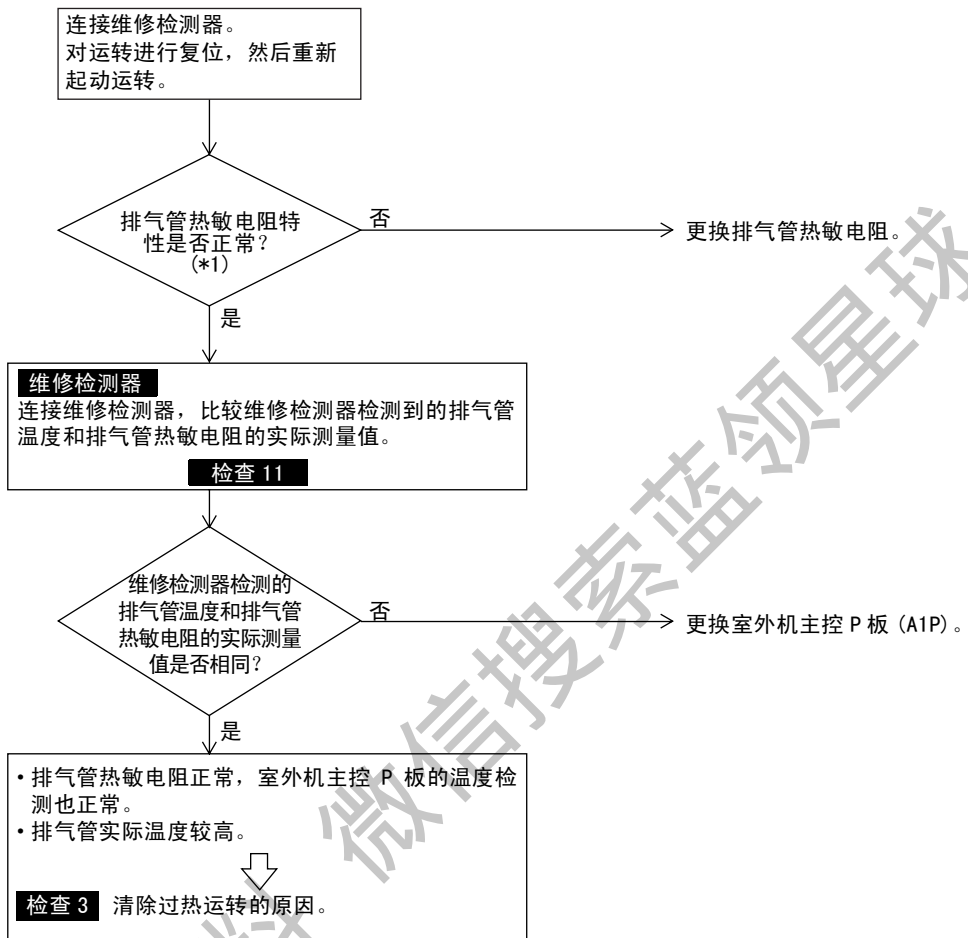 连接维修检测器。
对运转进行复位，然后重新
起动运转。
排气管热敏电阻特
性是否正常？
(*1)
否
更换排气管热敏电阻。
是
维修检测器
连接维修检测器，比较维修检测器检测到的排气管
温度和排气管热敏电阻的实际测量值。
检查 11
维修检测器检测的
排气管温度和排气管
热敏电阻的实际测量
值是否相同？
否
更换室外机主控 P 板 (A1P)。
是
·排气管热敏电阻正常，室外机主控 P 板的温度检
测也正常。
·排气管实际温度较高。
检查 3 清除过热运转的原因。
微信搜索蓝领星球